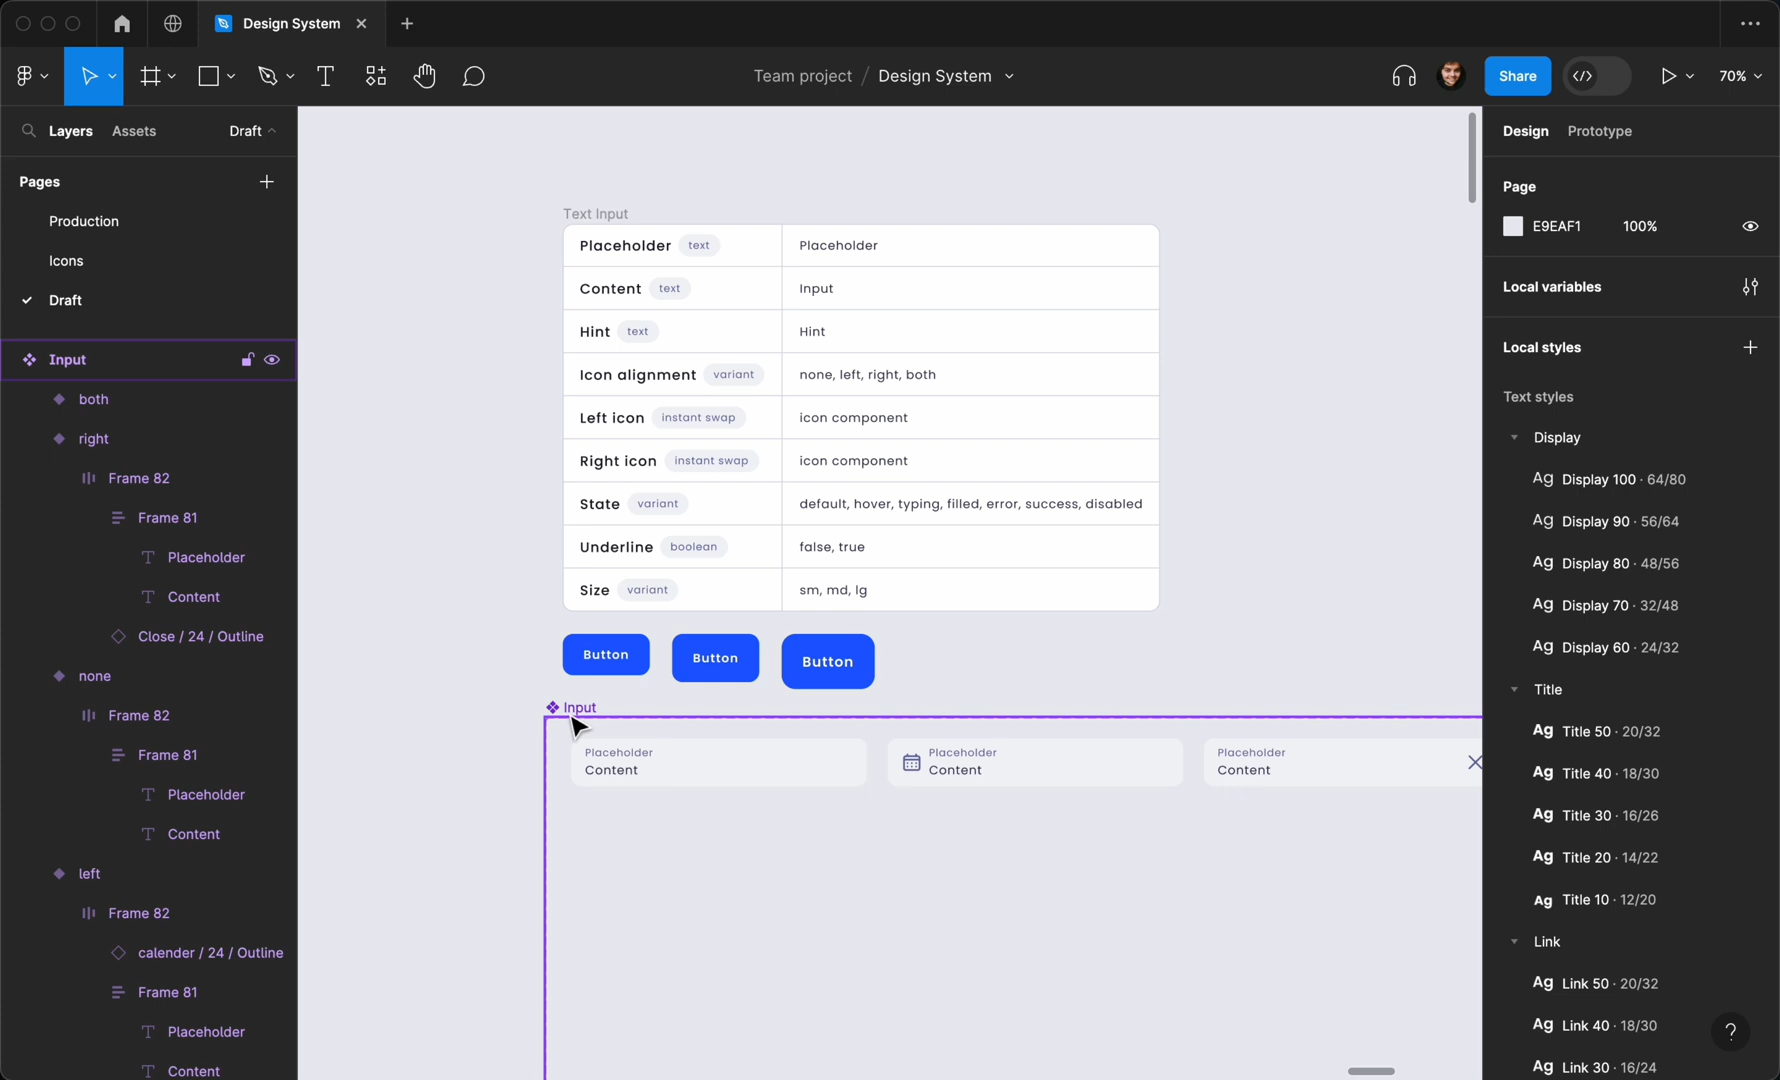 Design System
Team project / Design System
Share
70%
Layers
Assets
Draft
Pages
Production
Icons
Draft
Input
both
right
Frame 82
Frame 81
Placeholder
Content
Close / 24 / Outline
none
Frame 82
Frame 81
Placeholder
Content
left
Frame 82
calender / 24 / Outline
Frame 81
Placeholder
Content
Text Input
Placeholder text Placeholder
Content text Input
Hint text Hint
Icon alignment variant none, left, right, both
Left icon instant swap icon component
Right icon instant swap icon component
State variant default, hover, typing, filled, error, success, disabled
Underline boolean false, true
Size variant sm, md, lg
Button Button Button
Input
Placeholder
Content
Placeholder
Content
Placeholder
Content
Design
Prototype
Page
E9EAF1 100%
Local variables
Local styles
Text styles
Display
Ag Display 100 · 64/80
Ag Display 90 · 56/64
Ag Display 80 · 48/56
Ag Display 70 · 32/48
Ag Display 60 · 24/32
Title
Ag Title 50 · 20/32
Ag Title 40 · 18/30
Ag Title 30 · 16/26
Ag Title 20 · 14/22
Ag Title 10 · 12/20
Link
Ag Link 50 · 20/32
Ag Link 40 · 18/30
Ag Link 30 · 16/24
?